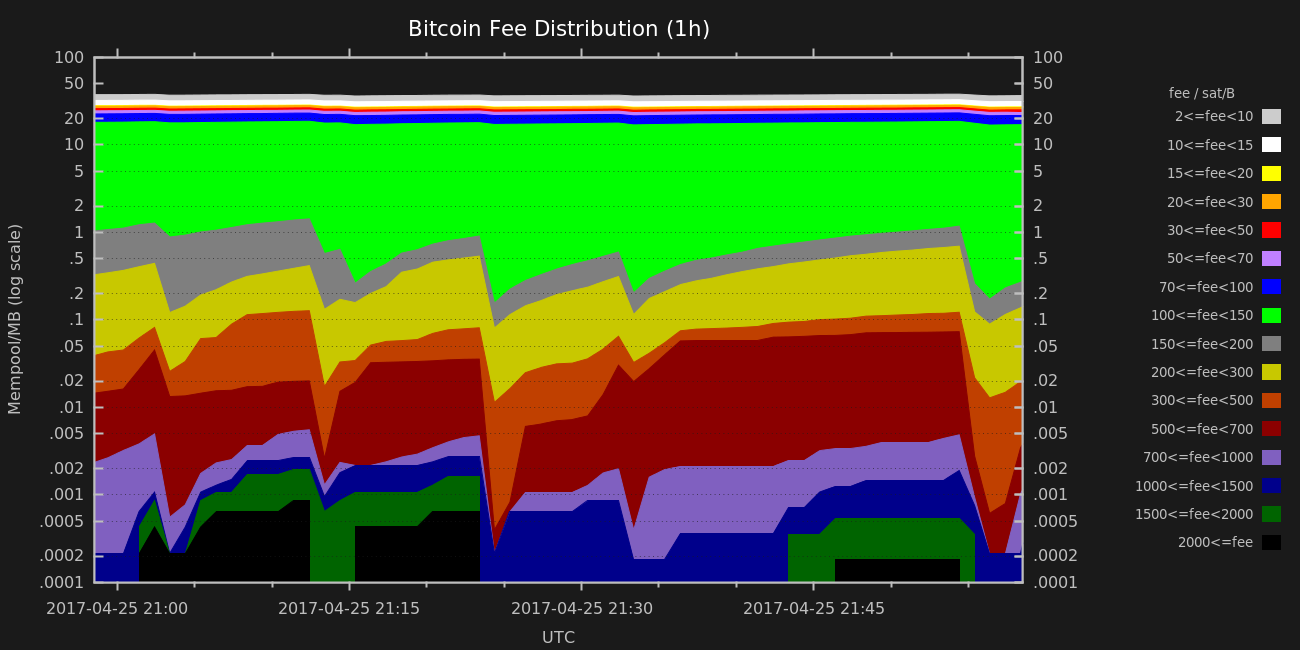 Bitcoin Fee Distribution (1h)
100
50
20
10
5
2
1
.5
.2
.1
.05
.02
.01
.005
.002
.001
.0005
.0002
.0001
Mempool/MB (log scale)
100
50
20
10
5
2
1
.5
.2
.1
.05
.02
.01
.005
.002
.001
.0005
.0002
.0001
2017-04-25 21:00
2017-04-25 21:15
2017-04-25 21:30
2017-04-25 21:45
UTC
fee / sat/B
2<=fee<10
10<=fee<15
15<=fee<20
20<=fee<30
30<=fee<50
50<=fee<70
70<=fee<100
100<=fee<150
150<=fee<200
200<=fee<300
300<=fee<500
500<=fee<700
700<=fee<1000
1000<=fee<1500
1500<=fee<2000
2000<=fee